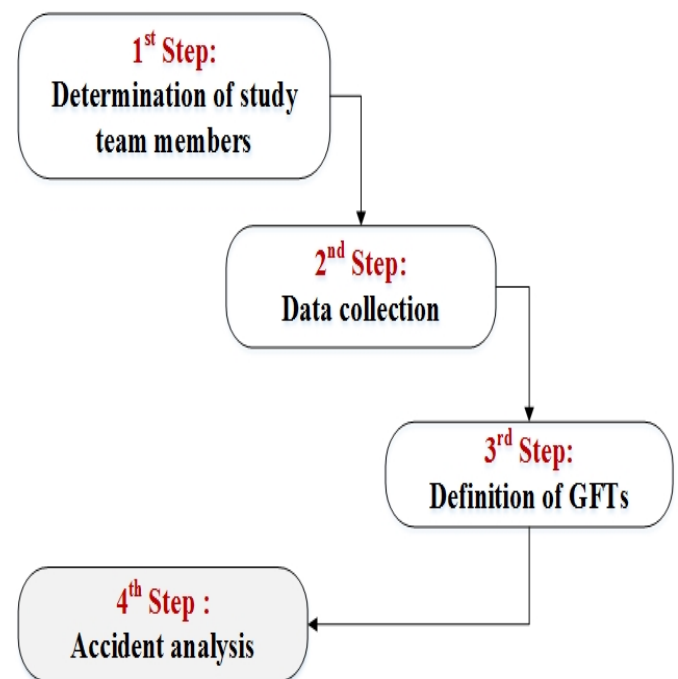 1st Step:
Determination of study
team members
2nd Step:
Data collection
3rd Step:
Definition of GFTs
4th Step :
Accident analysis